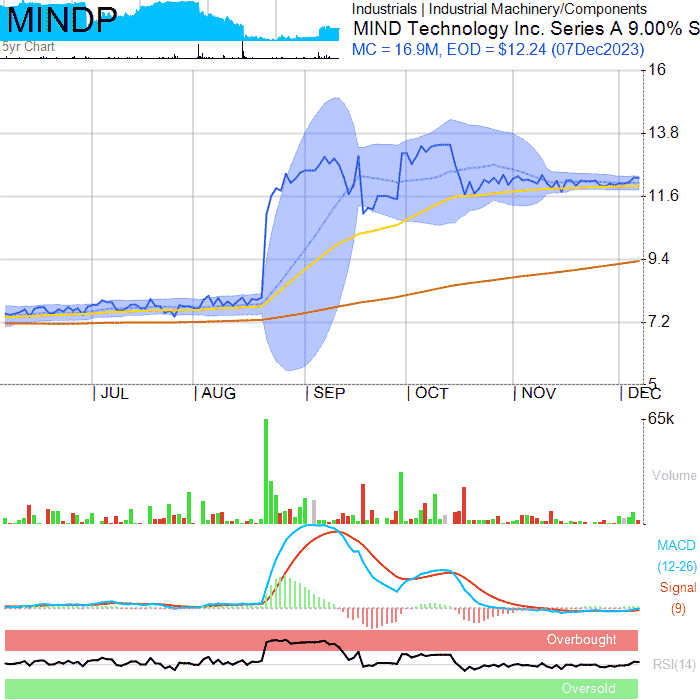 MINDP
5yr Chart
Industrials | Industrial Machinery/Components
MIND Technology Inc. Series A 9.00% S
MC = 16.9M, EOD = $12.24 (07Dec2023)
16
13.8
11.6
9.4
7.2
5
JUL
AUG
SEP
OCT
NOV
DEC
65k
Volume
MACD
(12-26)
Signal
(9)
Overbought
RSI(14)
Oversold